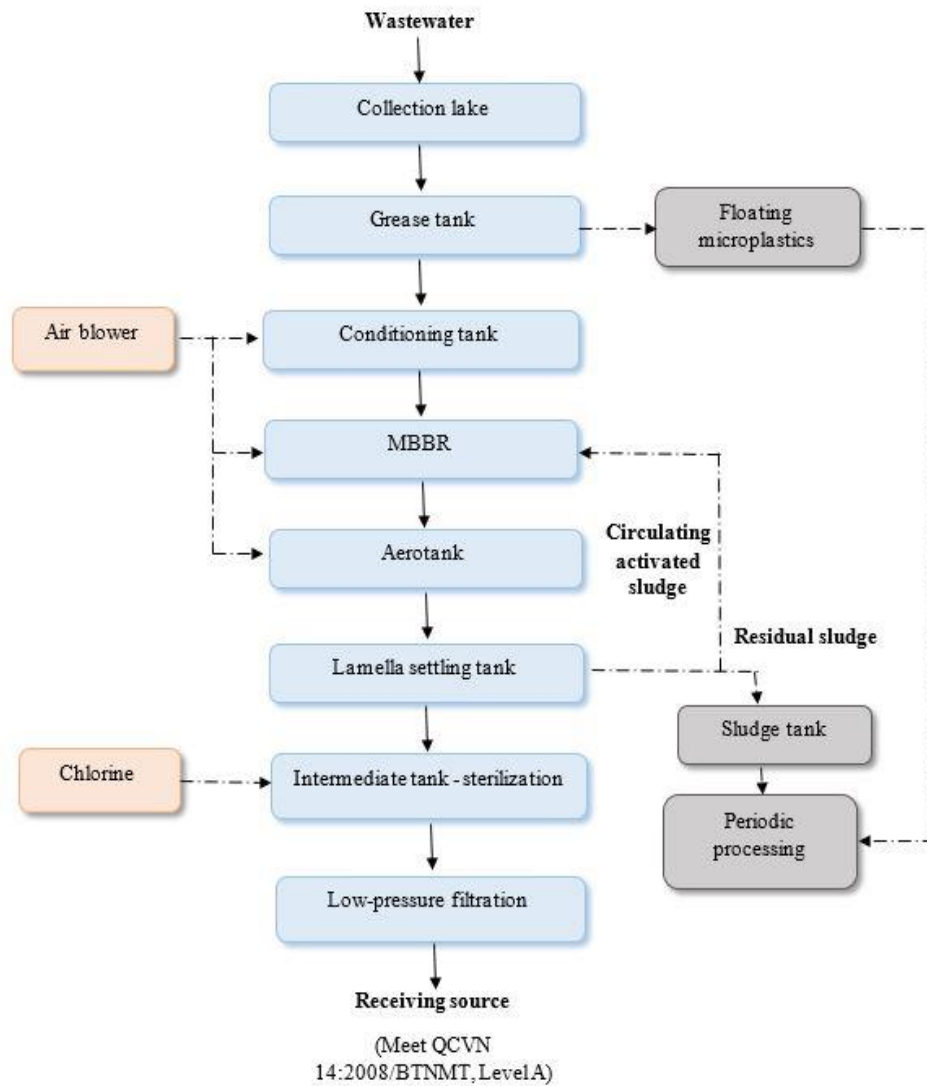 Wastewater
Collection lake
Grease tank
Floating
microplastics
Air blower
Conditioning tank
MBBR
Circulating
activated
sludge
Aerotank
Residual sludge
Lamella settling tank
Sludge tank
Chlorine
Intermediate tank - sterilization
Periodic
processing
Low-pressure filtration
Receiving source
(Meet QCVN
14:2008/BTNMT, Level A)